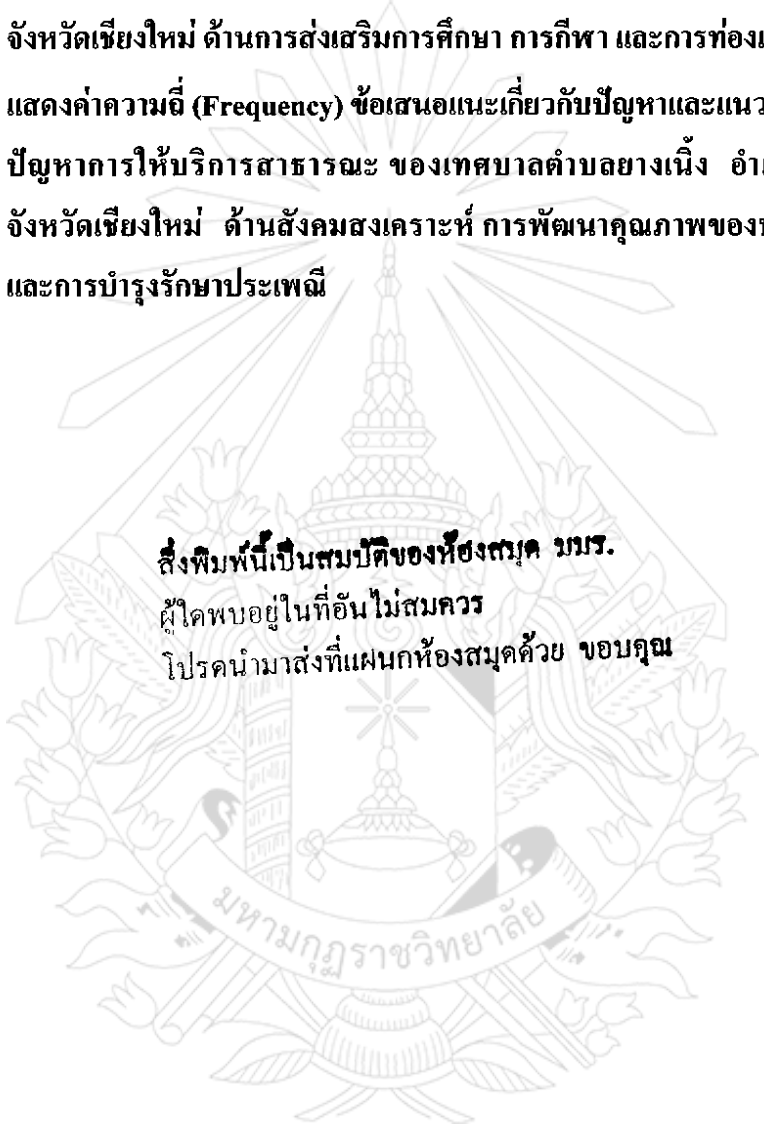 จังหวัดเชียงใหม่ ด้านการส่งเสริมการศึกษา การกีฬา และการท่อง
แสดงค่าความถี่ (Frequency) ข้อเสนอแนะเกี่ยวกับปัญหาและแนว
ปัญหาการให้บริการสาธารณะ ของเทศบาลตำบลยางเนิ้ง อำ
จังหวัดเชียงใหม่ ด้านสังคมสงเคราะห์ การพัฒนาคุณภาพของ
และการบำรุงรักษาประเพณี
สิ่งพิมพ์นี้เป็นสมบัติของห้องสมุด มมร.
ผู้ใดพบอยู่ในที่อันไม่สมควร
โปรดนำมาส่งที่แผนกห้องสมุดด้วย ขอบคุณ
มหามกุฏราชวิทยาลัย